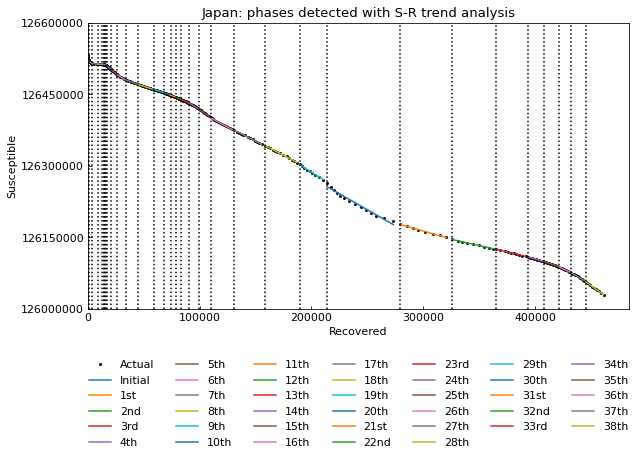 Japan: phases detected with S-R trend analysis
126600000
126450000
126300000
126150000
126000000
Susceptible
0 100000 200000 300000 400000
Recovered
Actual 5th 11th 17th 23rd 29th 34th
Initial 6th 12th 18th 24th 30th 35th
1st 7th 13th 19th 25th 31st 36th
2nd 8th 14th 20th 26th 32nd 37th
3rd 9th 15th 21st 27th 33rd 38th
4th 10th 16th 22nd 28th